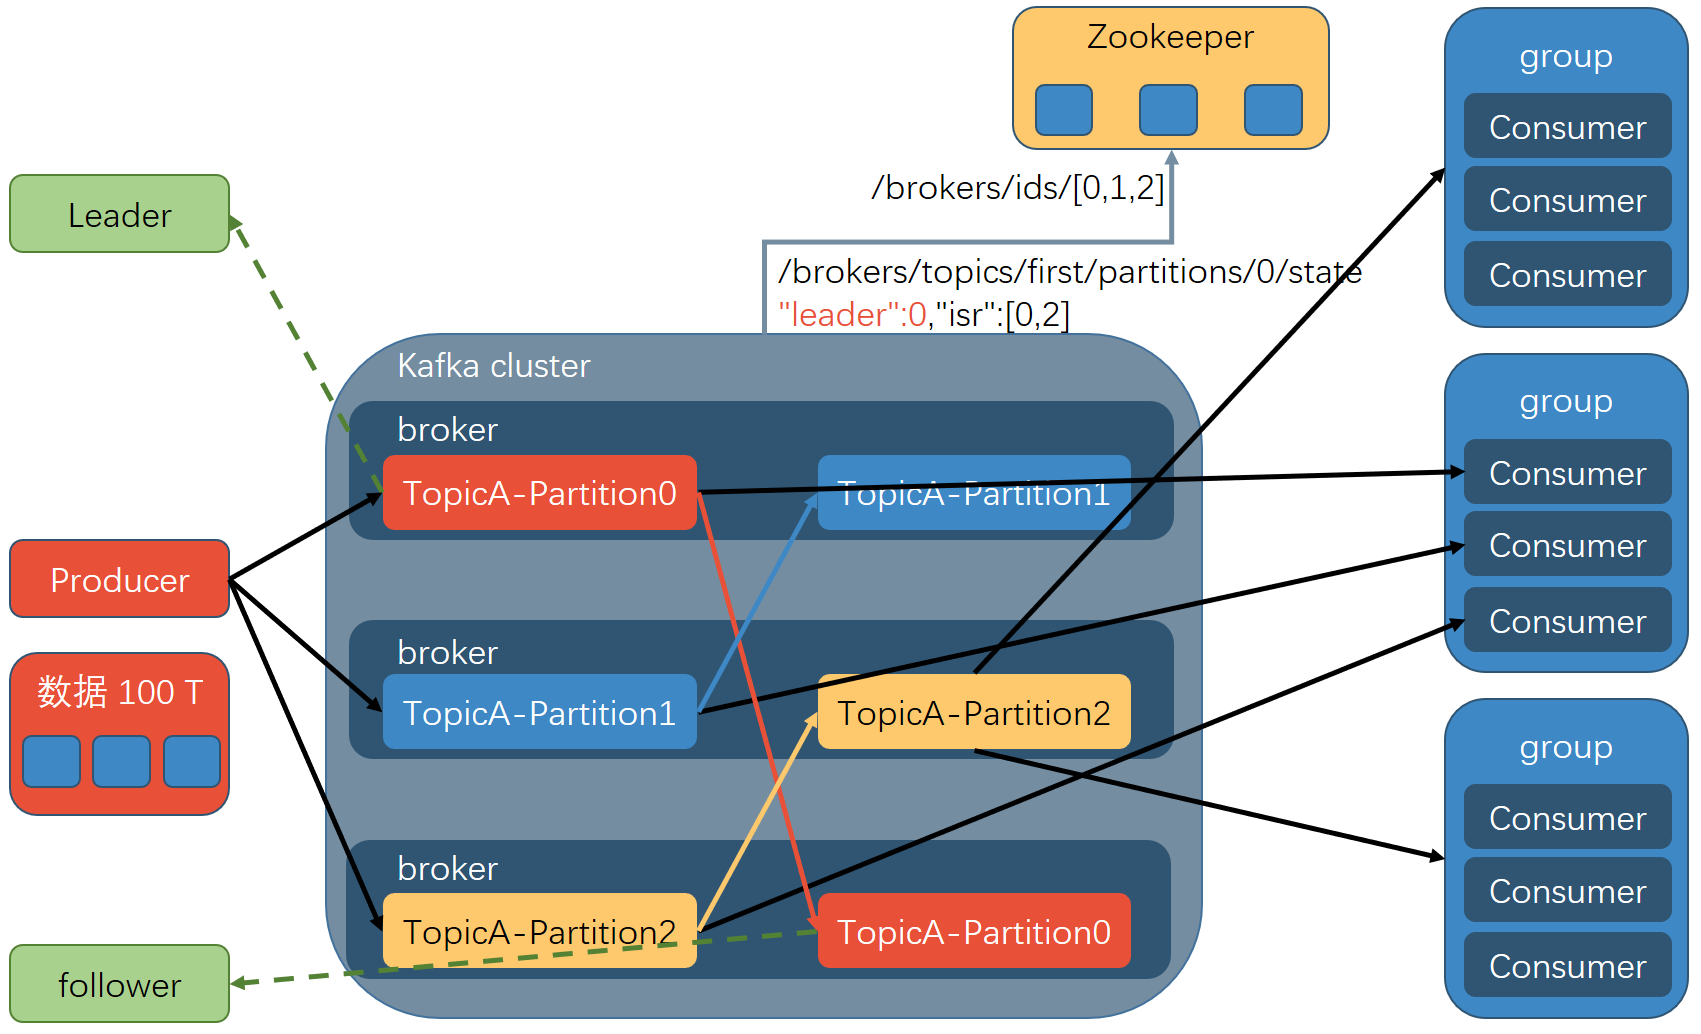 Zookeeper
/brokers/ids/[0,1,2]
/brokers/topics/first/partitions/0/state
"leader":0,"isr":[0,2]
Leader
Producer
数据 100 T
follower
Kafka cluster
broker
TopicA-Partition0
TopicA-Partition1
broker
TopicA-Partition1
TopicA-Partition2
broker
TopicA-Partition2
TopicA-Partition0
group
Consumer
Consumer
Consumer
group
Consumer
Consumer
Consumer
group
Consumer
Consumer
Consumer